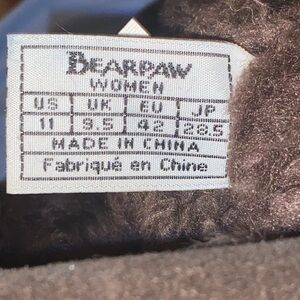 BEARPAW
WOMEN
US UK EU JP
11 9.5 42 28.5
MADE IN CHINA
Fabriqué en Chine